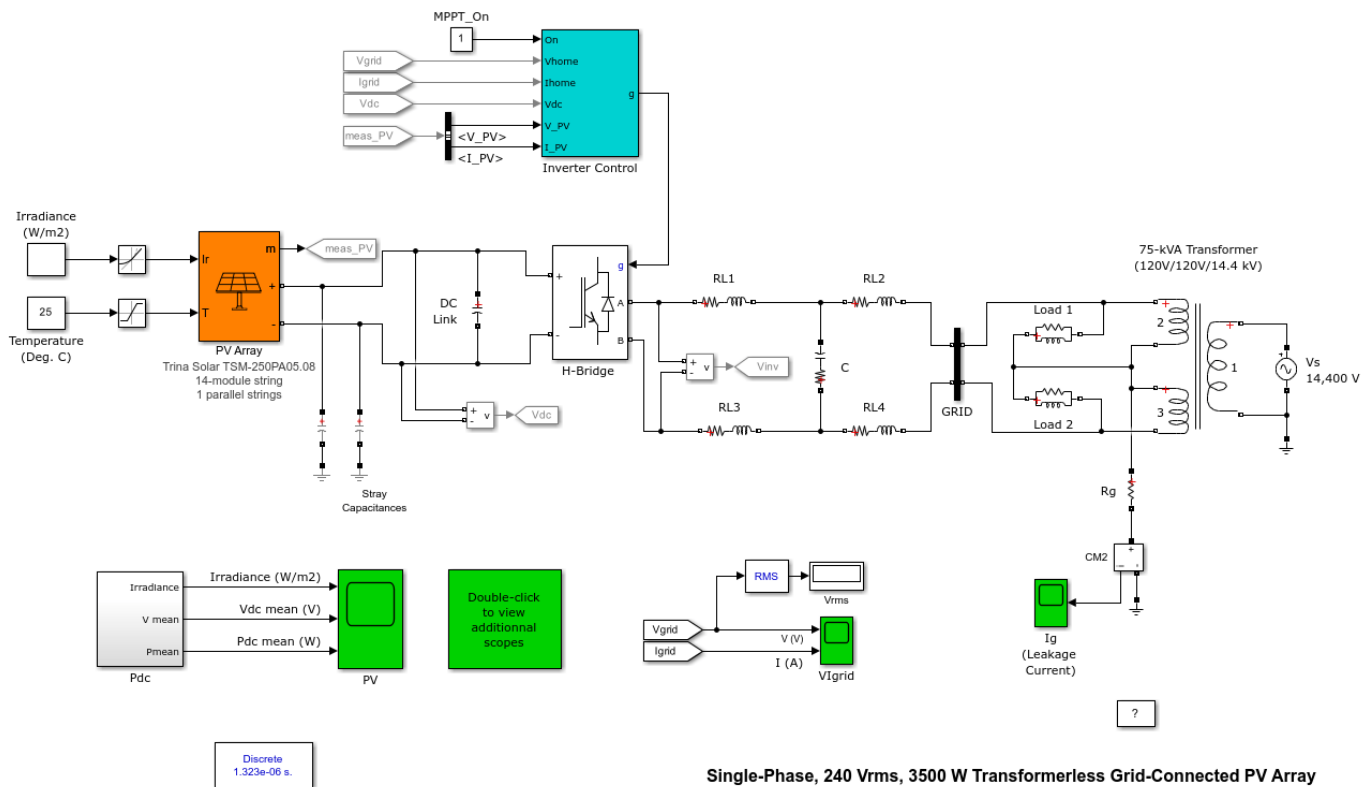 MPPT_On
1
On
Vgrid
Vhome
Igrid
Ihome
Vdc
Vdc
g
meas_PV
V_PV
<V_PV>
I_PV
<I_PV>
Inverter Control
Irradiance
(W/m2)
Ir
m
meas_PV
+
T
-
25
Temperature
(Deg. C)
PV Array
Trina Solar TSM-250PA05.08
14-module string
1 parallel strings
DC
Link
+
-
v
Vdc
Stray
Capacitances
g
+
-
A
B
H-Bridge
RL1
RL2
+
-
v
Vinv
C
RL3
RL4
GRID
75-kVA Transformer
(120V/120V/14.4 kV)
Load 1
Load 2
+
2
+
3
+
1
+
Vs
14,400 V
Rg
CM2
+
-
Ig
(Leakage
Current)
Irradiance
Irradiance (W/m2)
V mean
Vdc mean (V)
Pmean
Pdc mean (W)
Pdc
PV
Double-click
to view
additionnal
scopes
RMS
Vrms
Vgrid
V (V)
Igrid
I (A)
VIgrid
?
Discrete
1.323e-06 s.
Single-Phase, 240 Vrms, 3500 W Transformerless Grid-Connected PV Array